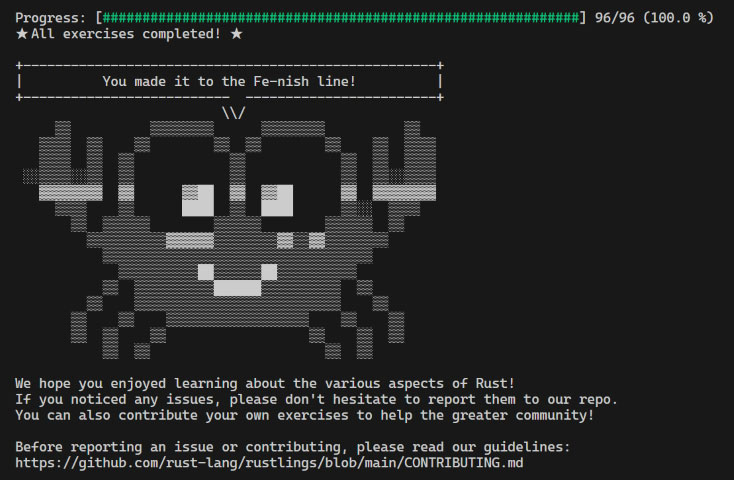 Progress: [############################################################] 96/96 (100.0 %)
★ All exercises completed! ★
You made it to the Fe-nish line!
We hope you enjoyed learning about the various aspects of Rust!
If you noticed any issues, please don't hesitate to report them to our repo.
You can also contribute your own exercises to help the greater community!
Before reporting an issue or contributing, please read our guidelines:
https://github.com/rust-lang/rustlings/blob/main/CONTRIBUTING.md